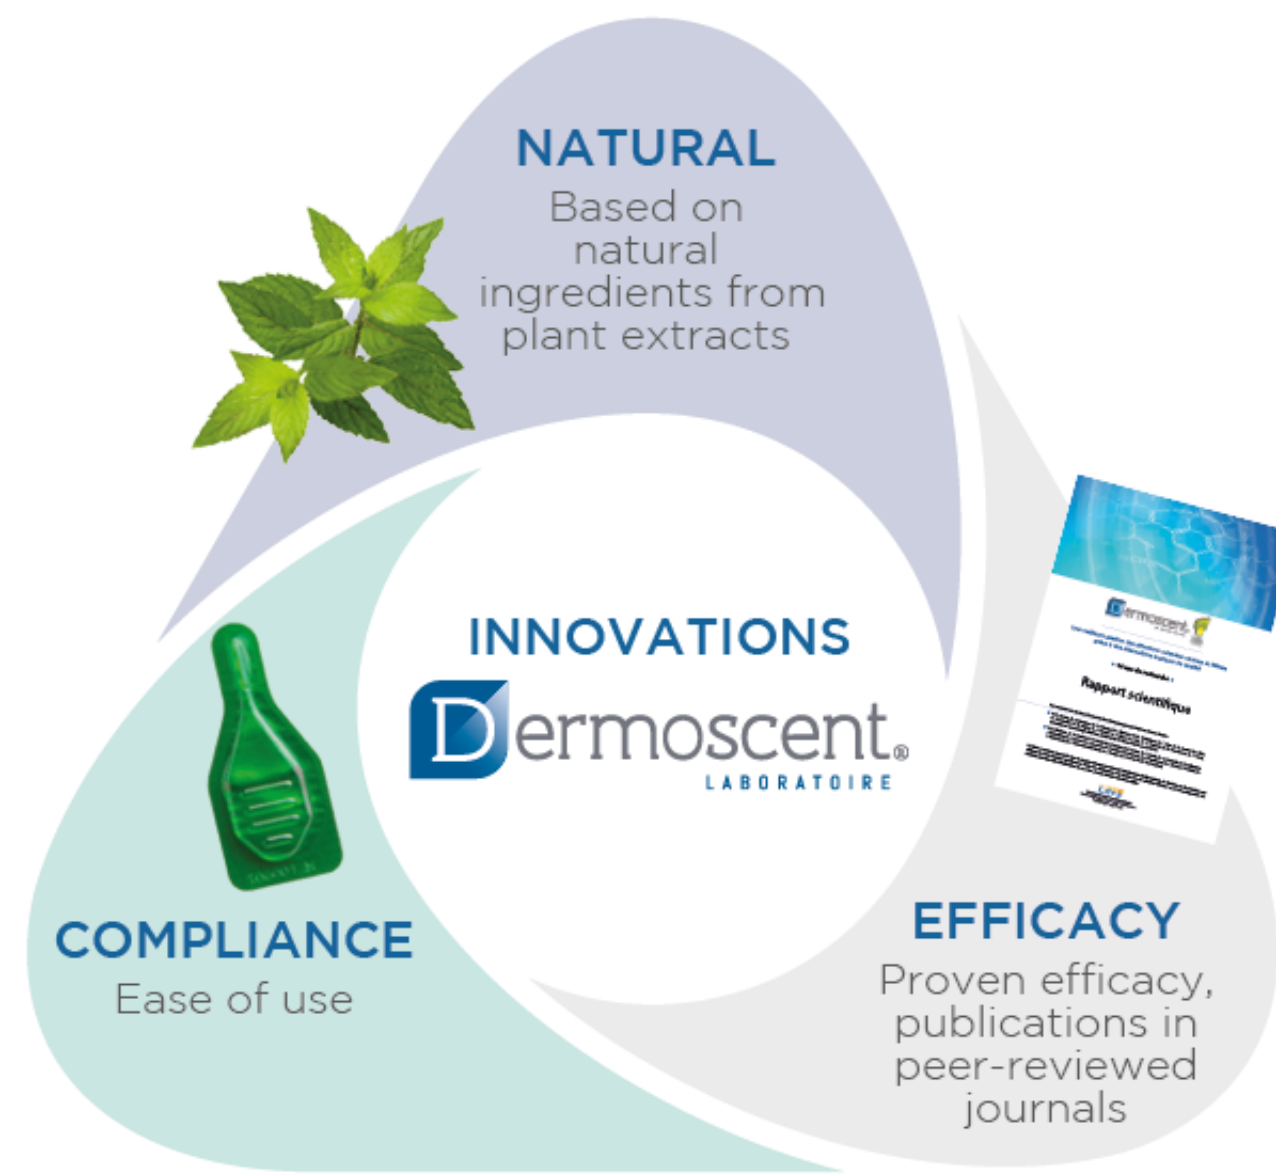 NATURAL
Based on
natural
ingredients from
plant extracts
INNOVATIONS
Dermoscent®
LABORATOIRE
Dermoscent
Rapport scientifique
COMPLIANCE
Ease of use
EFFICACY
Proven efficacy,
publications in
peer-reviewed
journals